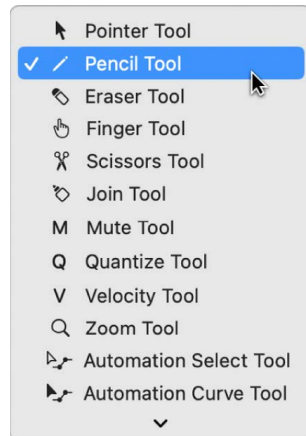 Pointer Tool
Pencil Tool
Eraser Tool
Finger Tool
Scissors Tool
Join Tool
M Mute Tool
Q Quantize Tool
V Velocity Tool
Zoom Tool
Automation Select Tool
Automation Curve Tool